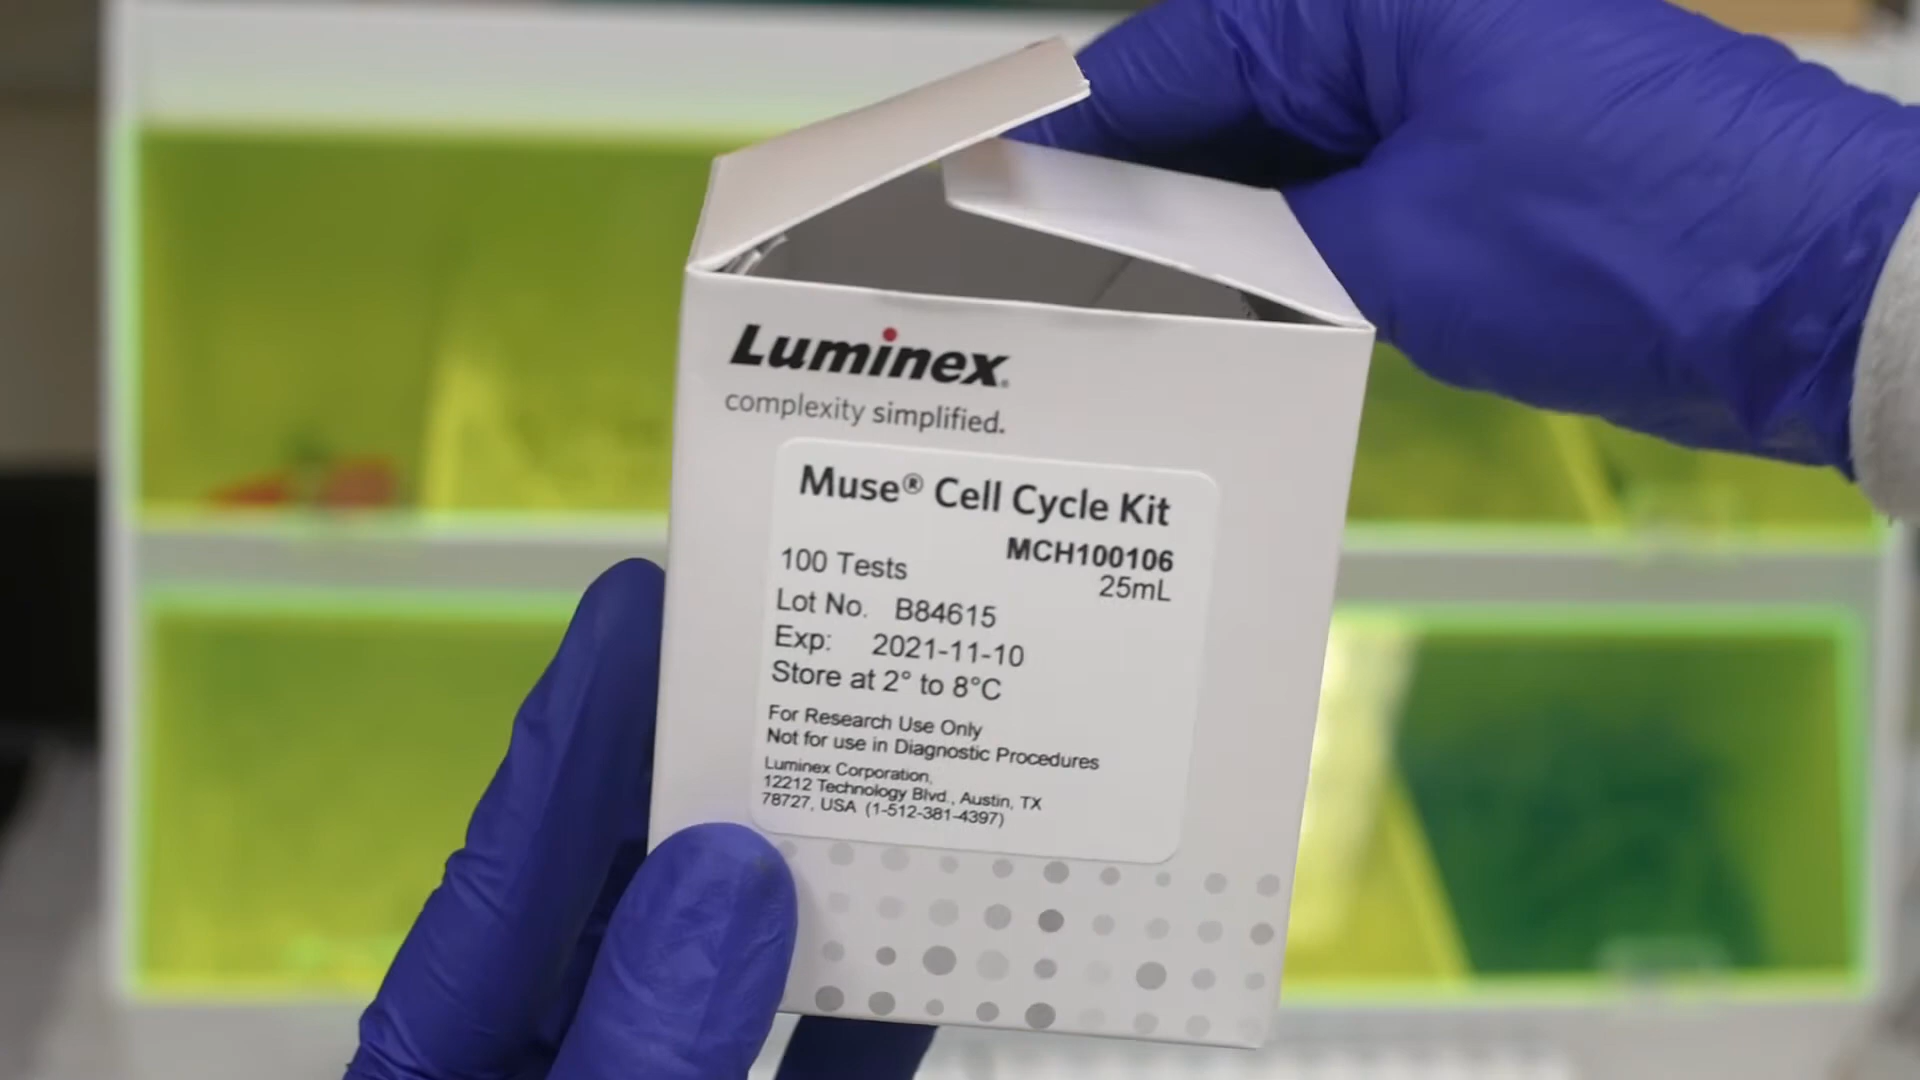 Luminex®
complexity simplified.
Muse® Cell Cycle Kit
MCH100106
100 Tests
25mL
Lot No. B84615
Exp: 2021-11-10
Store at 2° to 8°C
For Research Use Only
Not for use in Diagnostic Procedures
Luminex Corporation,
12212 Technology Blvd., Austin, TX
78727, USA (1-512-381-4397)